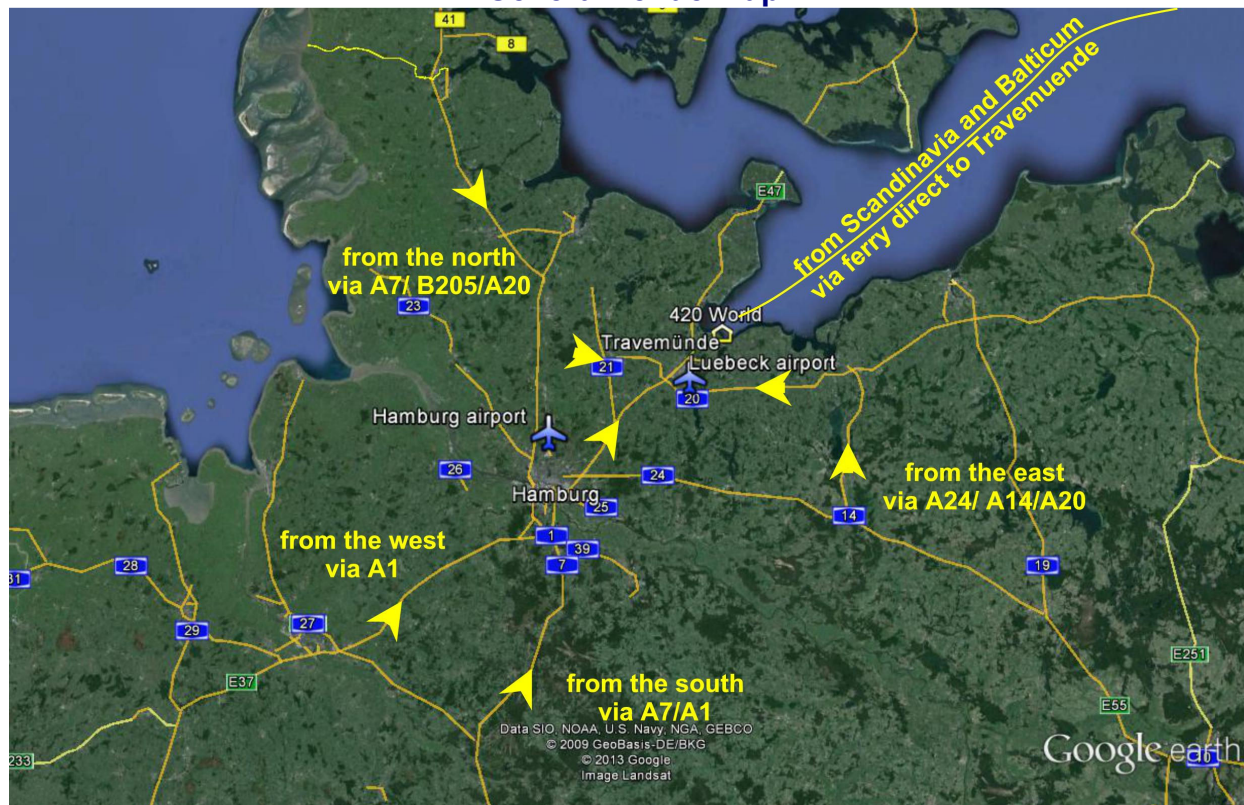 41
8
from Scandinavia and Balticum
via ferry direct to Travemuende
E47
from the north
via A7/ B205/A20
23
420 World
Travemünde
21
Luebeck airport
20
Hamburg airport
26
24
from the east
via A24/ A14/A20
Hamburg
25
14
from the west
via A1
1
39
7
28
19
29
27
E251
E37
from the south
via A7/A1
E55
Data SIO, NOAA, U.S. Navy, NGA, GEBCO
© 2009 GeoBasis-DE/BKG
© 2013 Google
Image Landsat
Google earth
233
10